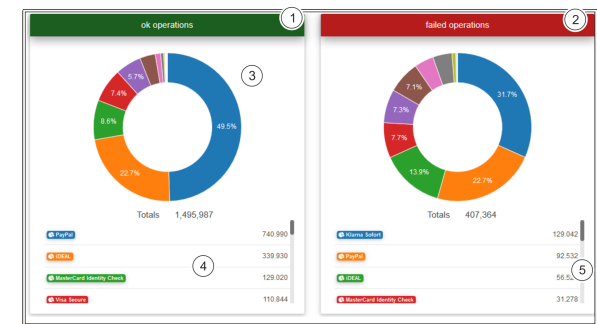 ok operations
1
failed operations
2
3
49.5%
22.7%
8.6%
7.4%
5.7%
31.7%
22.7%
13.9%
7.7%
7.3%
7.1%
Totals 1,495,987
Totals 407,364
PayPal 740.990
iDEAL 339.930
MasterCard Identity Check 129.020
Visa Secure 110.844
4
Klarna Sofort 129.042
PayPal 92.532
iDEAL
MasterCard Identity Check 31.278
5